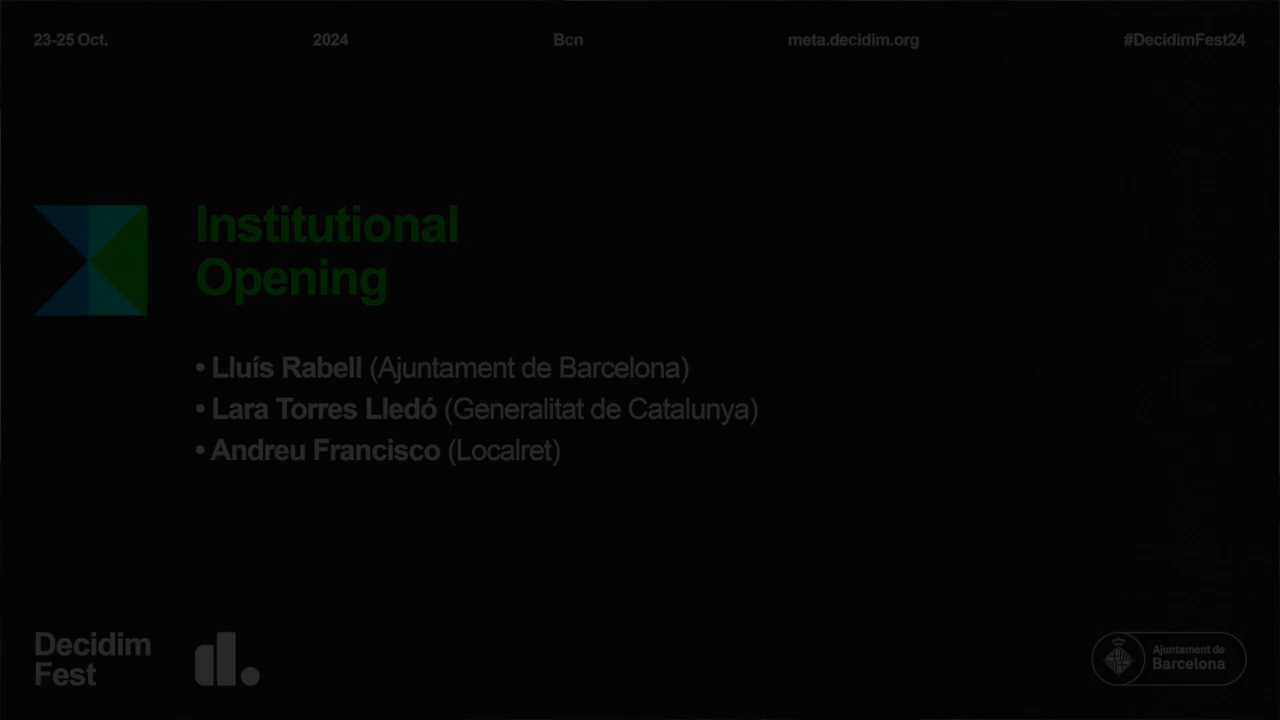 23-25 Oct. 2024 Bcn meta.decidim.org #DecidimFest24
Institutional
Opening
• Lluís Rabell (Ajuntament de Barcelona)
• Lara Torres Lledó (Generalitat de Catalunya)
• Andreu Francisco (Localret)
Decidim
Fest
d.
Ajuntament de
Barcelona